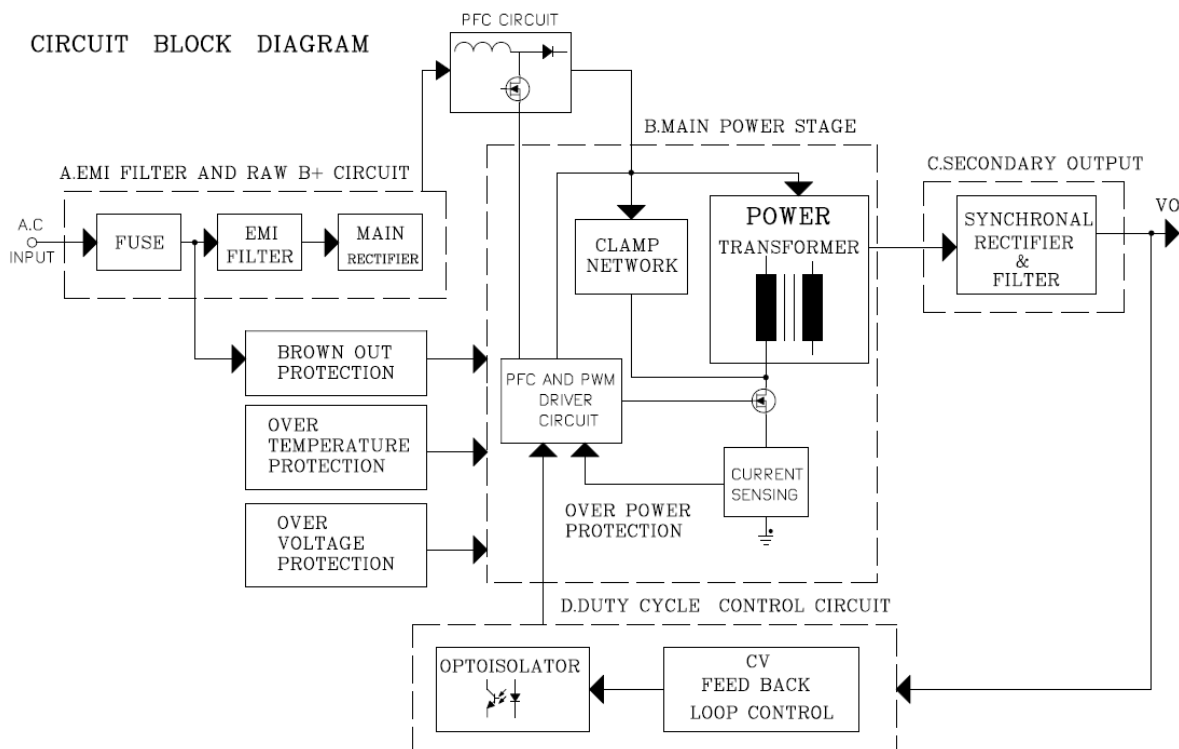 PFC CIRCUIT
CIRCUIT BLOCK DIAGRAM
B.MAIN POWER STAGE
A.EMI FILTER AND RAW B+ CIRCUIT
C.SECONDARY OUTPUT
A.C
INPUT
FUSE
EMI
FILTER
MAIN
RECTIFIER
CLAMP
NETWORK
POWER
TRANSFORMER
SYNCHRONAL
RECTIFIER
&
FILTER
VO
BROWN OUT
PROTECTION
PFC AND PWM
DRIVER
CIRCUIT
OVER
TEMPERATURE
PROTECTION
CURRENT
SENSING
OVER POWER
PROTECTION
OVER
VOLTAGE
PROTECTION
D.DUTY CYCLE CONTROL CIRCUIT
OPTOISOLATOR
CV
FEED BACK
LOOP CONTROL